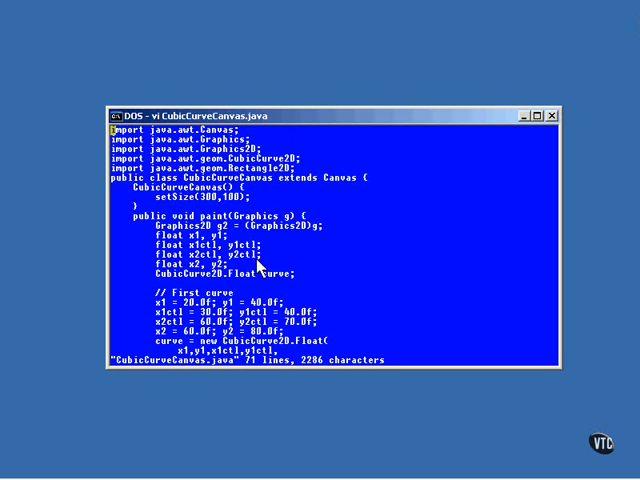 DOS - vi CubicCurveCanvas.java
import java.awt.Canvas;
import java.awt.Graphics;
import java.awt.Graphics2D;
import java.awt.geom.CubicCurve2D;
import java.awt.geom.Rectangle2D;
public class CubicCurveCanvas extends Canvas {
CubicCurveCanvas() {
setSize(300,100);
}
public void paint(Graphics g) {
Graphics2D g2 = (Graphics2D)g;
float x1, y1;
float x1ctl, y1ctl;
float x2ctl, y2ctl;
float x2, y2;
CubicCurve2D.Float curve;
// First curve
x1 = 20.0f; y1 = 40.0f;
x1ctl = 30.0f; y1ctl = 40.0f;
x2ctl = 60.0f; y2ctl = 70.0f;
x2 = 60.0f; y2 = 80.0f;
curve = new CubicCurve2D.Float(
x1,y1,x1ctl,y1ctl,
"CubicCurveCanvas.java" 71 lines, 2286 characters
VTC